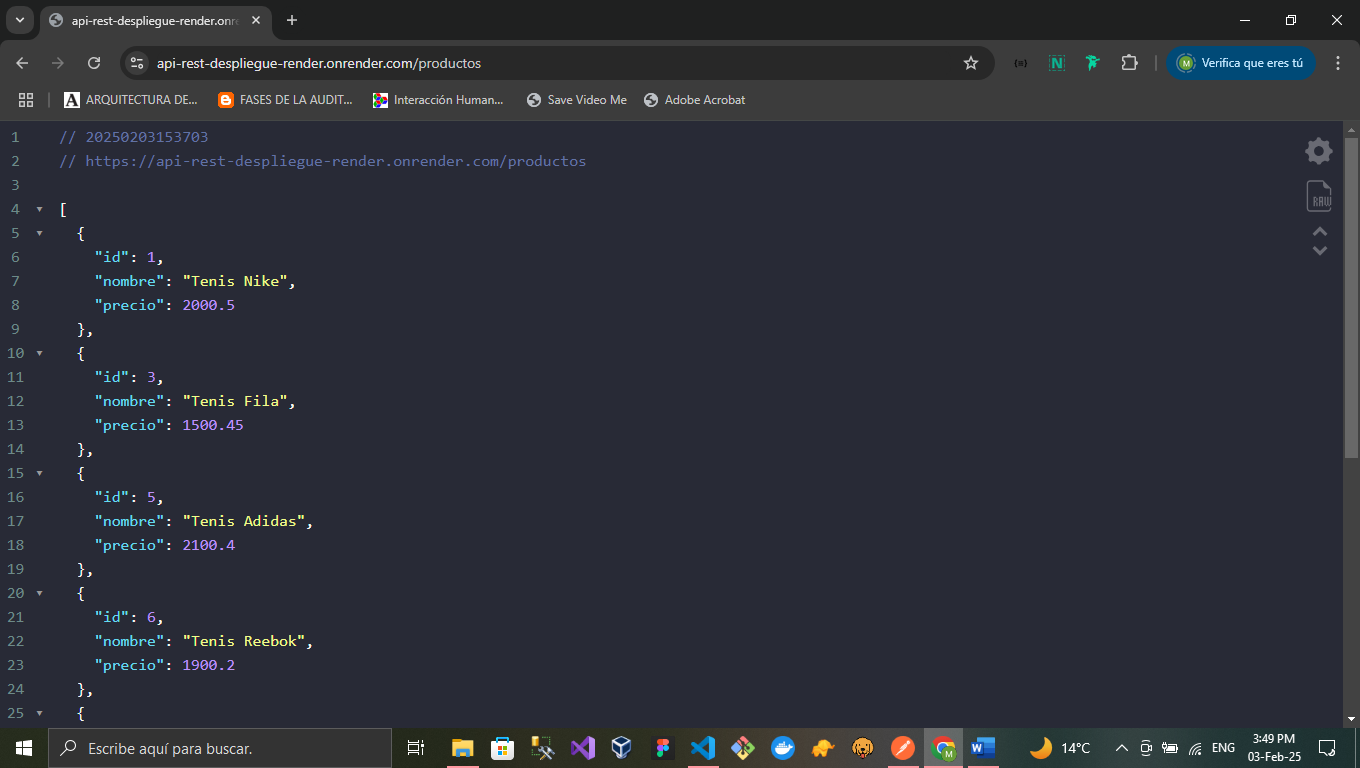 api-rest-despliegue-render.onre
api-rest-despliegue-render.onrender.com/productos
Verifica que eres tú
ARQUITECTURA DE...
FASES DE LA AUDIT...
Interacción Human...
Save Video Me
Adobe Acrobat
1 // 20250203153703
2 // https://api-rest-despliegue-render.onrender.com/productos
3
4 [
5 {
6 "id": 1,
7 "nombre": "Tenis Nike",
8 "precio": 2000.5
9 },
10 {
11 "id": 3,
12 "nombre": "Tenis Fila",
13 "precio": 1500.45
14 },
15 {
16 "id": 5,
17 "nombre": "Tenis Adidas",
18 "precio": 2100.4
19 },
20 {
21 "id": 6,
22 "nombre": "Tenis Reebok",
23 "precio": 1900.2
24 },
25 {
RAW
Escribe aquí para buscar.
14°C
ENG
3:49 PM
03-Feb-25